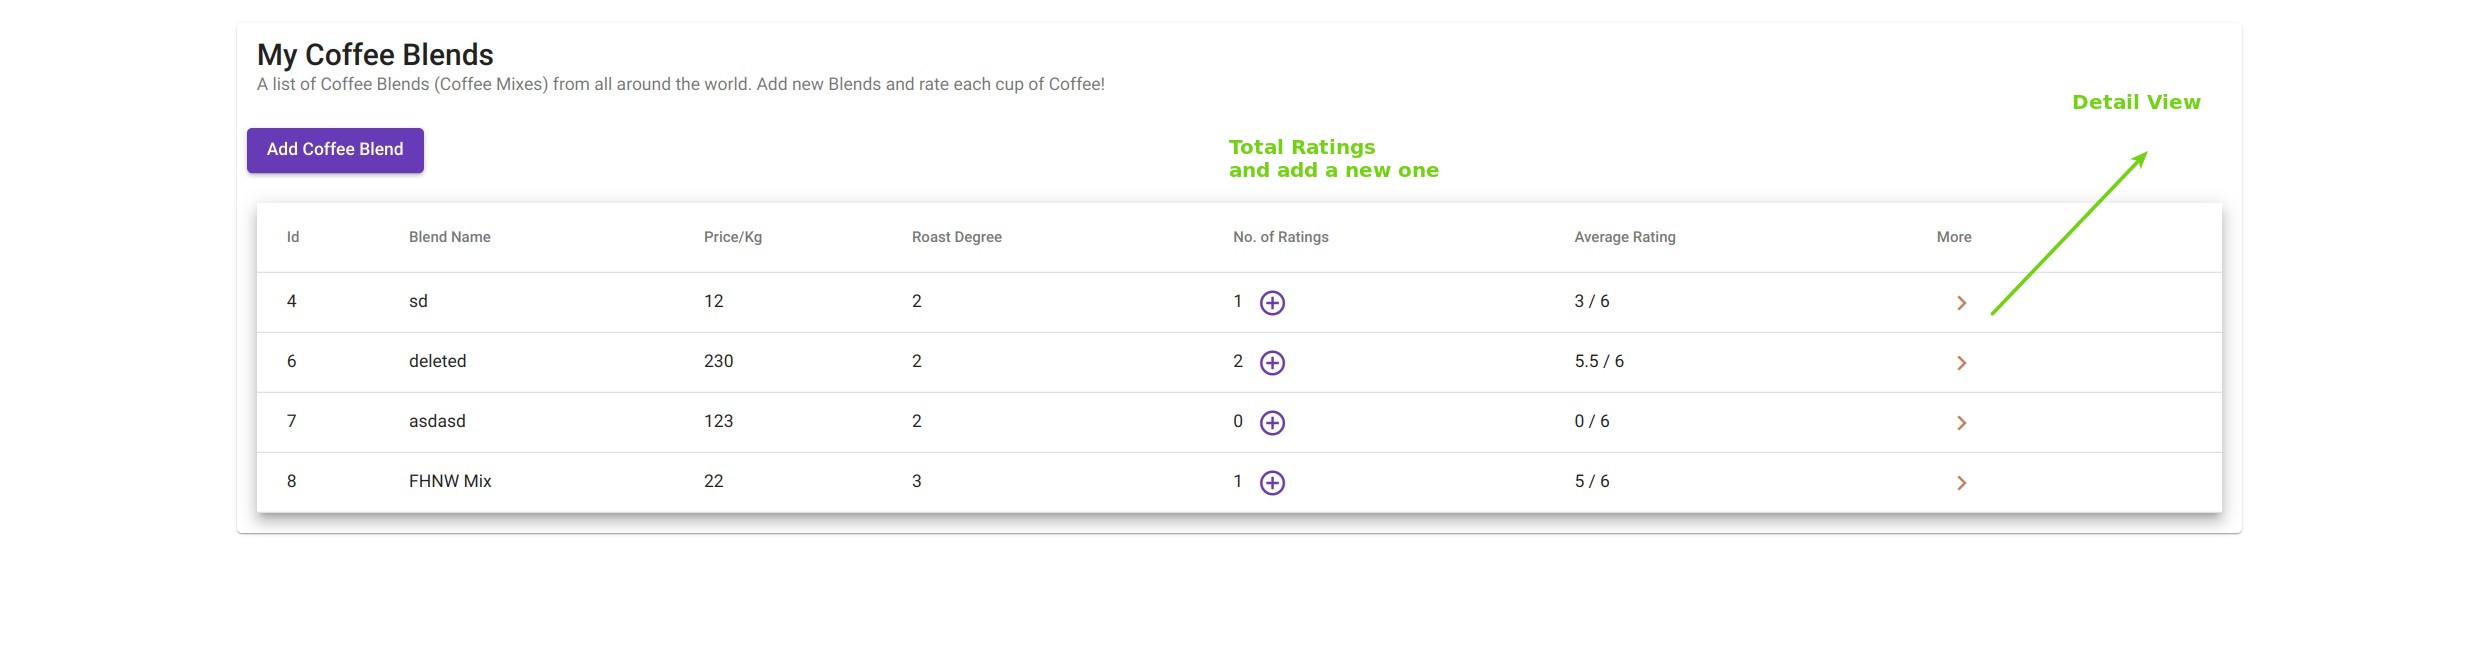 My Coffee Blends
A list of Coffee Blends (Coffee Mixes) from all around the world. Add new Blends and rate each cup of Coffee!
Detail View
Add Coffee Blend
Total Ratings
and add a new one
Id Blend Name Price/Kg Roast Degree No. of Ratings Average Rating More
4 sd 12 2 1 3 / 6
6 deleted 230 2 2 5.5 / 6
7 asdasd 123 2 0 0 / 6
8 FHNW Mix 22 3 1 5 / 6